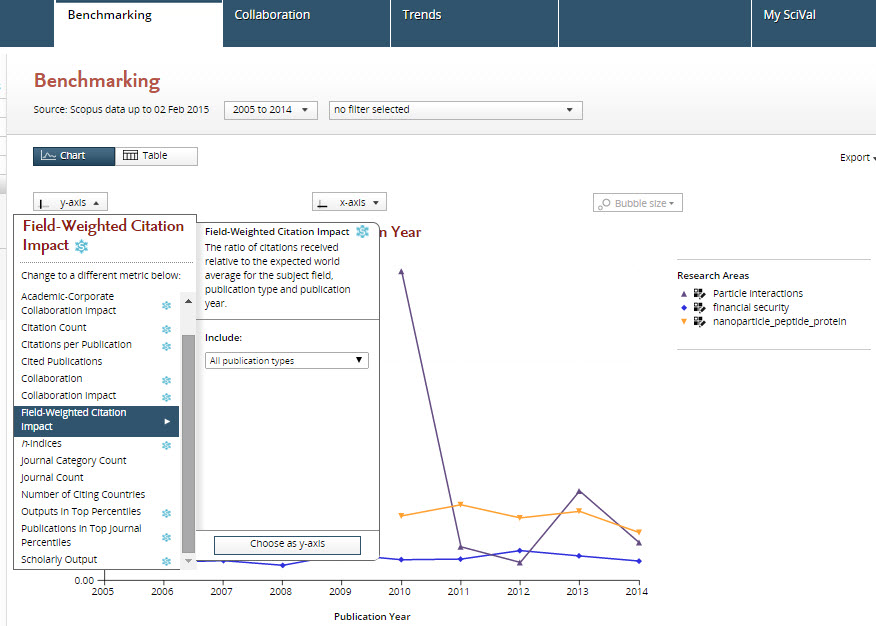 Benchmarking
Collaboration
Trends
My SciVal
Benchmarking
Source: Scopus data up to 02 Feb 2015
2005 to 2014
no filter selected
Chart
Table
Export
y-axis
x-axis
Bubble size
Field-Weighted Citation
Impact
Change to a different metric below:
Academic-Corporate
Collaboration Impact
Citation Count
Citations per Publication
Cited Publications
Collaboration
Collaboration Impact
Field-Weighted Citation
Impact
h-indices
Journal Category Count
Journal Count
Number of Citing Countries
Outputs in Top Percentiles
Publications in Top Journal
Percentiles
Scholarly Output
Field-Weighted Citation Impact
The ratio of citations received
relative to the expected world
average for the subject field,
publication type and publication
year.
Include:
All publication types
Choose as y-axis
n Year
Research Areas
Particle Interactions
financial security
nanoparticle_peptide_protein
0.00
2005 2006 2007 2008 2009 2010 2011 2012 2013 2014
Publication Year